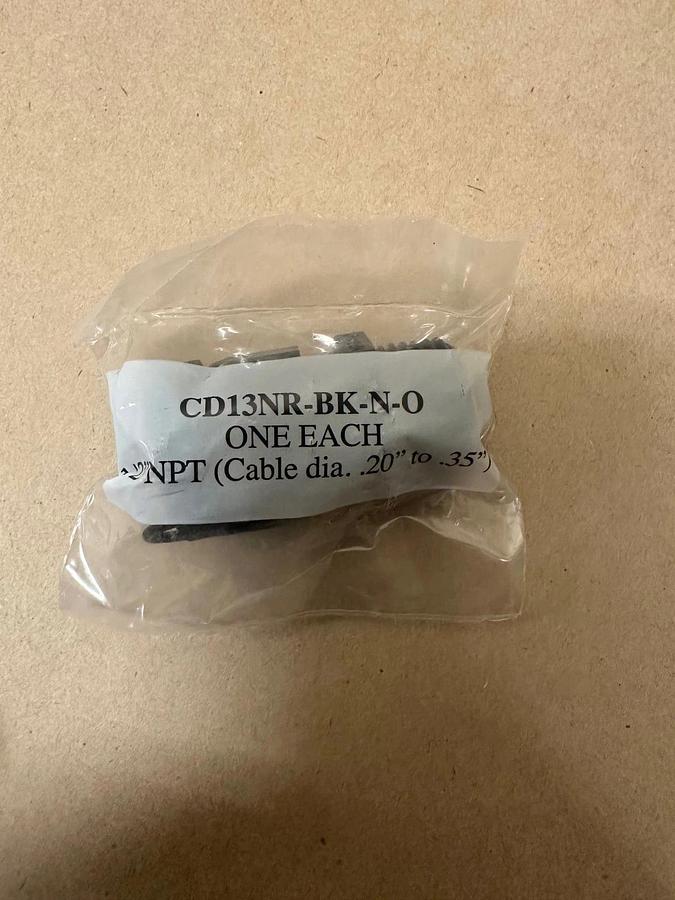 CD13NR-BK-N-O
ONE EACH
NPT (Cable dia. .20” to .35”)